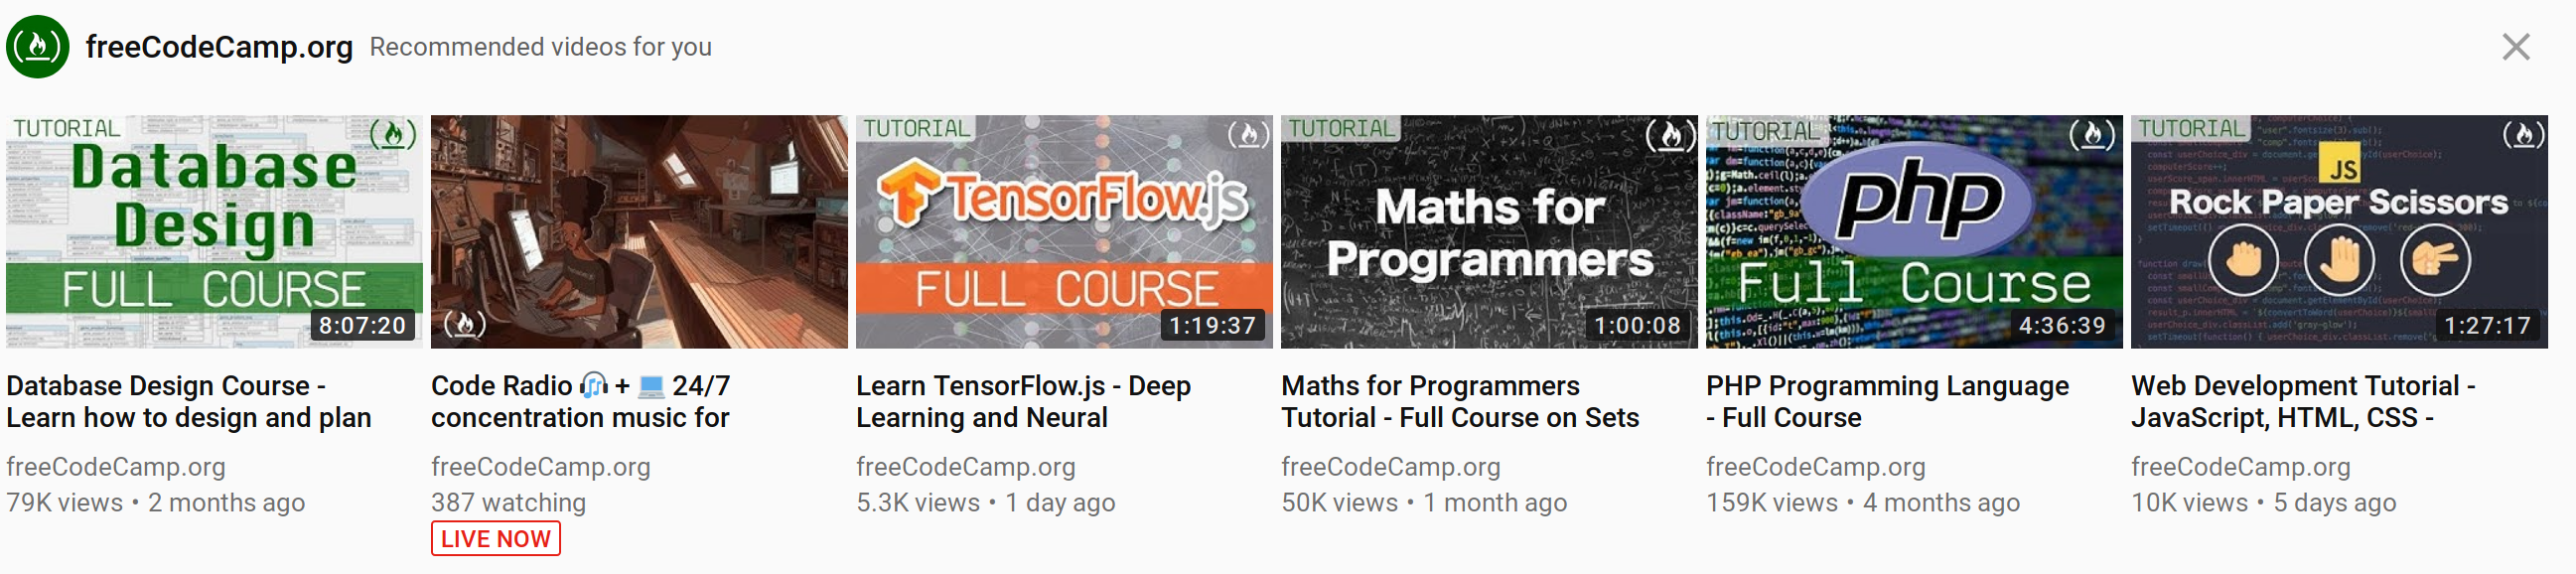 freeCodeCamp.org Recommended videos for you
TUTORIAL
Database
Design
FULL COURSE
8:07:20
Database Design Course -
Learn how to design and plan
freeCodeCamp.org
79K views • 2 months ago
Code Radio 🎧 + 💻 24/7
concentration music for
freeCodeCamp.org
387 watching
LIVE NOW
TUTORIAL
TensorFlow.js
FULL COURSE
1:19:37
Learn TensorFlow.js - Deep
Learning and Neural
freeCodeCamp.org
5.3K views • 1 day ago
TUTORIAL
Maths for
Programmers
1:00:08
Maths for Programmers
Tutorial - Full Course on Sets
freeCodeCamp.org
50K views • 1 month ago
TUTORIAL
php
Full Course
4:36:39
PHP Programming Language
- Full Course
freeCodeCamp.org
159K views • 4 months ago
TUTORIAL
JS
Rock Paper Scissors
1:27:17
Web Development Tutorial -
JavaScript, HTML, CSS -
freeCodeCamp.org
10K views • 5 days ago